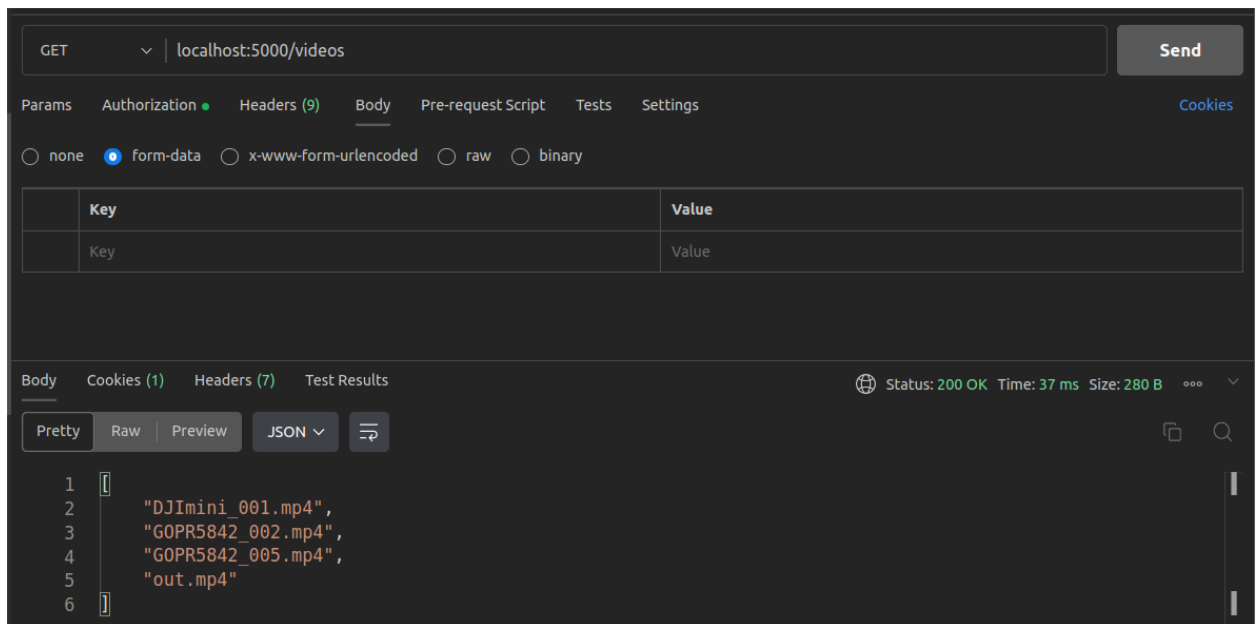 GET localhost:5000/videos Send
Params Authorization Headers (9) Body Pre-request Script Tests Settings Cookies
none form-data x-www-form-urlencoded raw binary
Key Value
Key Value
Body Cookies (1) Headers (7) Test Results Status: 200 OK Time: 37 ms Size: 280 B
Pretty Raw Preview JSON
1 [
2 "DJImini_001.mp4",
3 "GOPR5842_002.mp4",
4 "GOPR5842_005.mp4",
5 "out.mp4"
6 ]